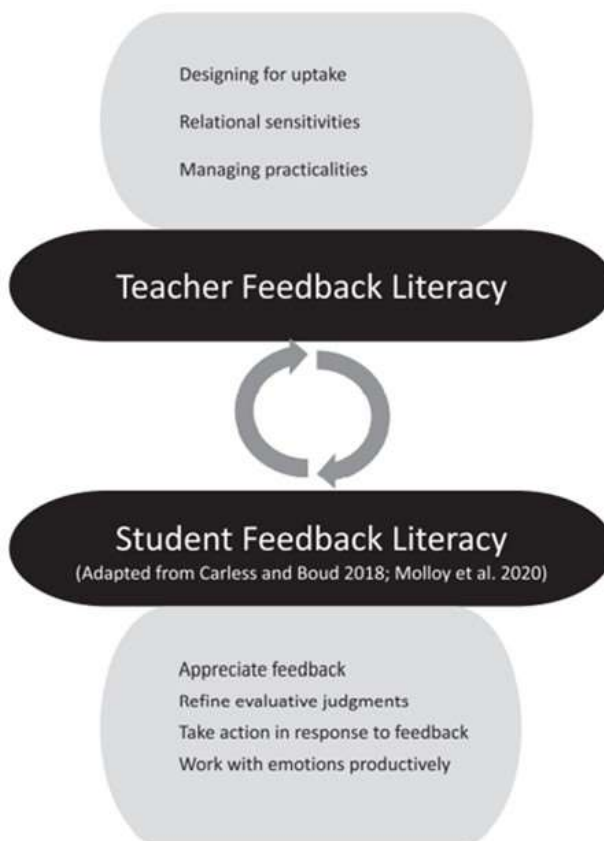 Designing for uptake
Relational sensitivities
Managing practicalities
Teacher Feedback Literacy
Student Feedback Literacy
(Adapted from Carless and Boud 2018; Molloy et al. 2020)
Appreciate feedback
Refine evaluative judgments
Take action in response to feedback
Work with emotions productively